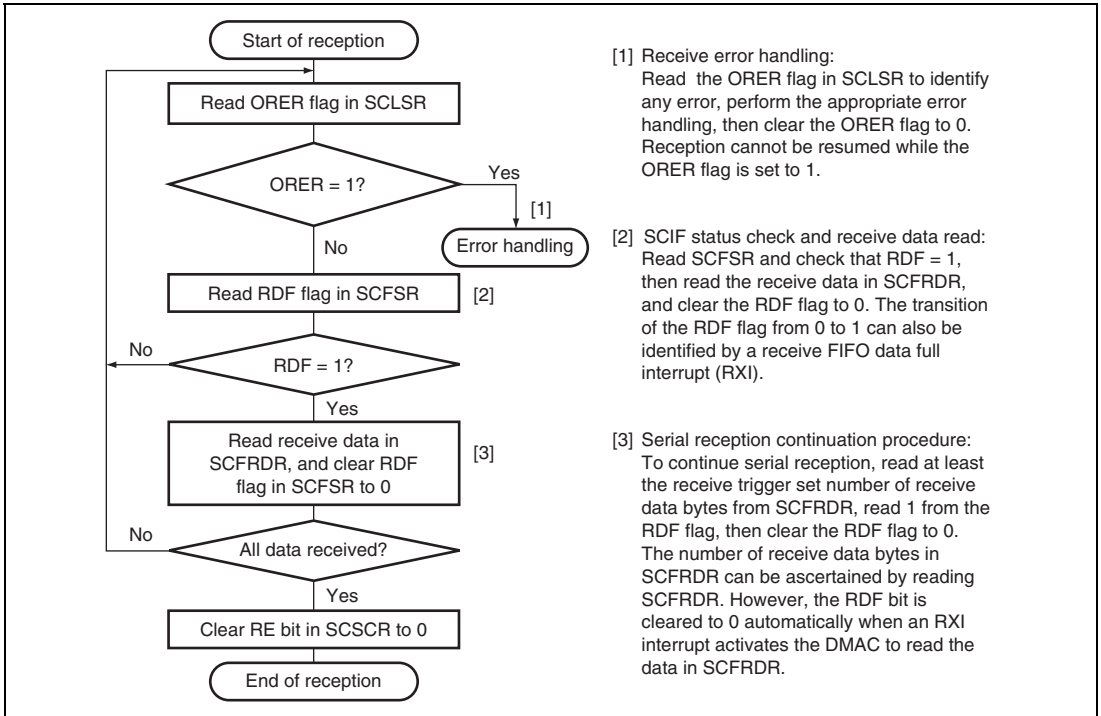 Start of reception
Read ORER flag in SCLSR
ORER = 1?
Yes
[1]
Error handling
No
Read RDF flag in SCFSR
[2]
No
RDF = 1?
Yes
Read receive data in
SCFRDR, and clear RDF
flag in SCFSR to 0
[3]
No
All data received?
Yes
Clear RE bit in SCSCR to 0
End of reception
[1] Receive error handling:
Read the ORER flag in SCLSR to identify
any error, perform the appropriate error
handling, then clear the ORER flag to 0.
Reception cannot be resumed while the
ORER flag is set to 1.
[2] SCIF status check and receive data read:
Read SCFSR and check that RDF = 1,
then read the receive data in SCFRDR,
and clear the RDF flag to 0. The transition
of the RDF flag from 0 to 1 can also be
identified by a receive FIFO data full
interrupt (RXI).
[3] Serial reception continuation procedure:
To continue serial reception, read at least
the receive trigger set number of receive
data bytes from SCFRDR, read 1 from the
RDF flag, then clear the RDF flag to 0.
The number of receive data bytes in
SCFRDR can be ascertained by reading
SCFRDR. However, the RDF bit is
cleared to 0 automatically when an RXI
interrupt activates the DMAC to read the
data in SCFRDR.